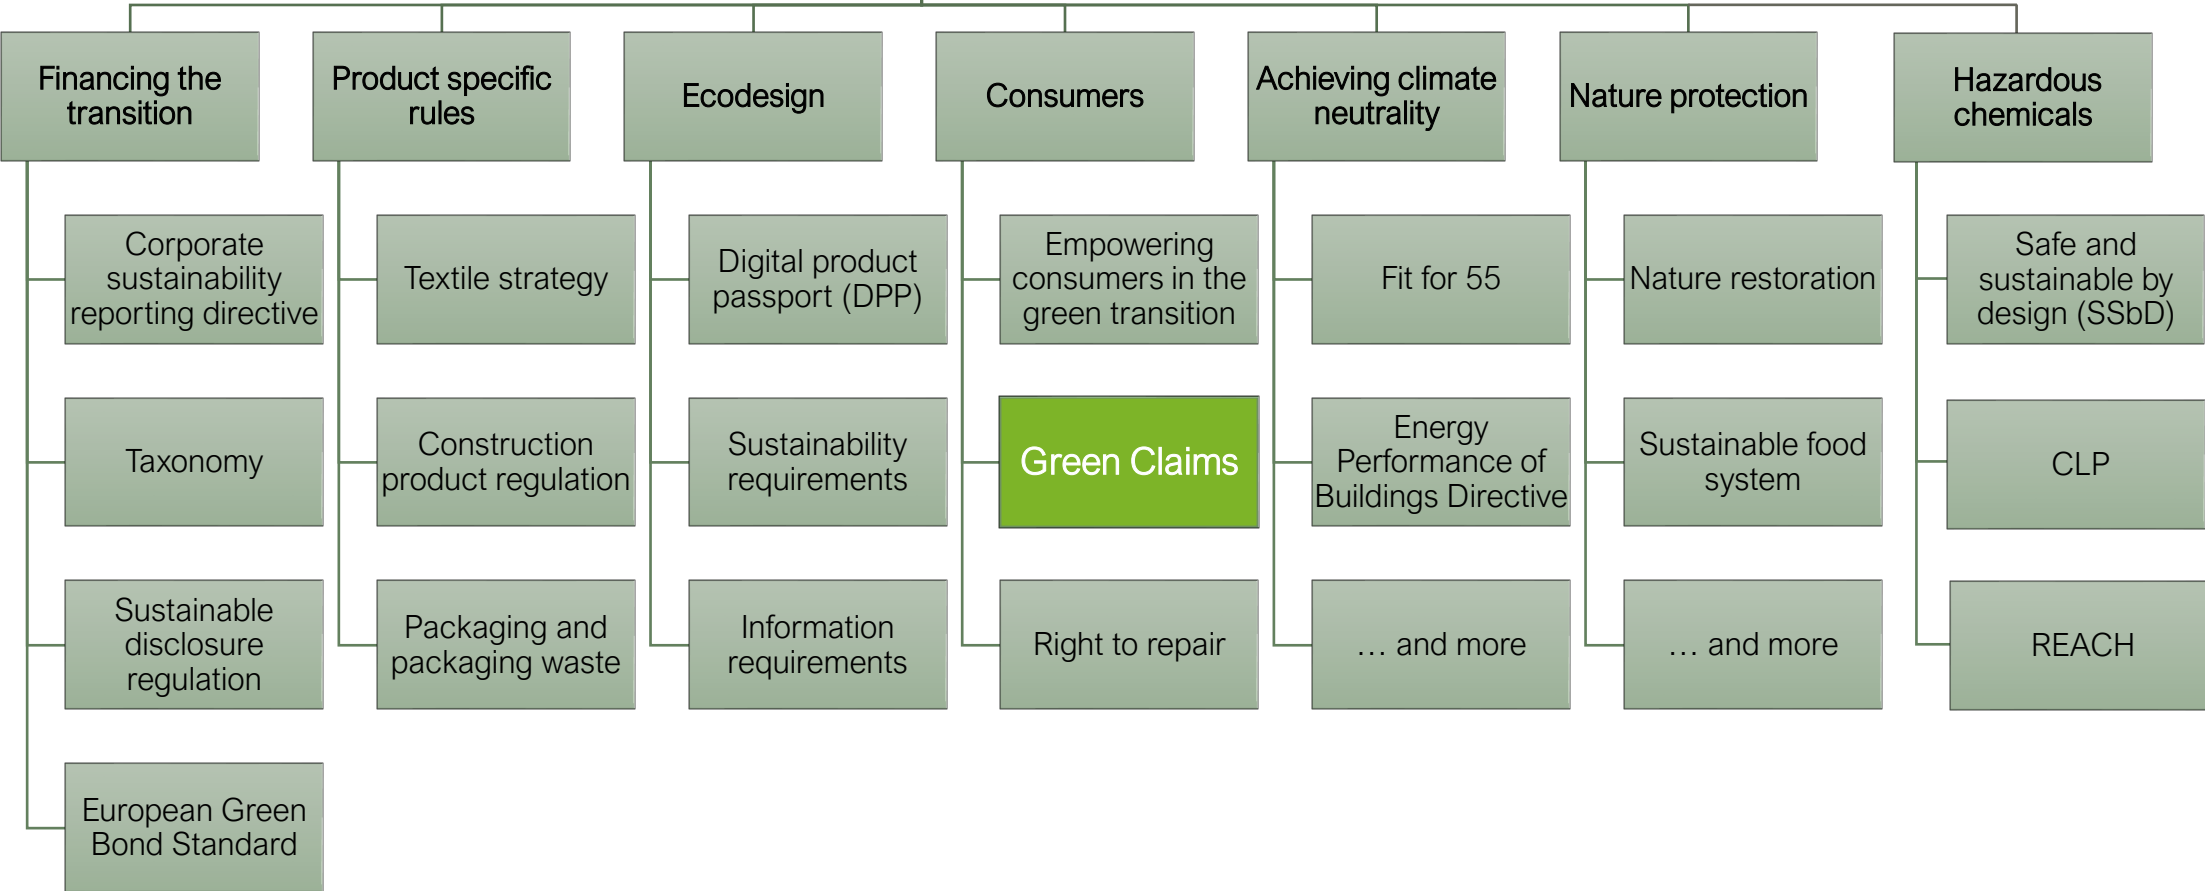 Financing the
transition
Product specific
rules
Ecodesign
Consumers
Achieving climate
neutrality
Nature protection
Hazardous
chemicals
Corporate
sustainability
reporting directive
Textile strategy
Digital product
passport (DPP)
Empowering
consumers in the
green transition
Fit for 55
Nature restoration
Safe and
sustainable by
design (SSbD)
Taxonomy
Construction
product regulation
Sustainability
requirements
Green Claims
Energy
Performance of
Buildings Directive
Sustainable food
system
CLP
Sustainable
disclosure
regulation
Packaging and
packaging waste
Information
requirements
Right to repair
... and more
... and more
REACH
European Green
Bond Standard